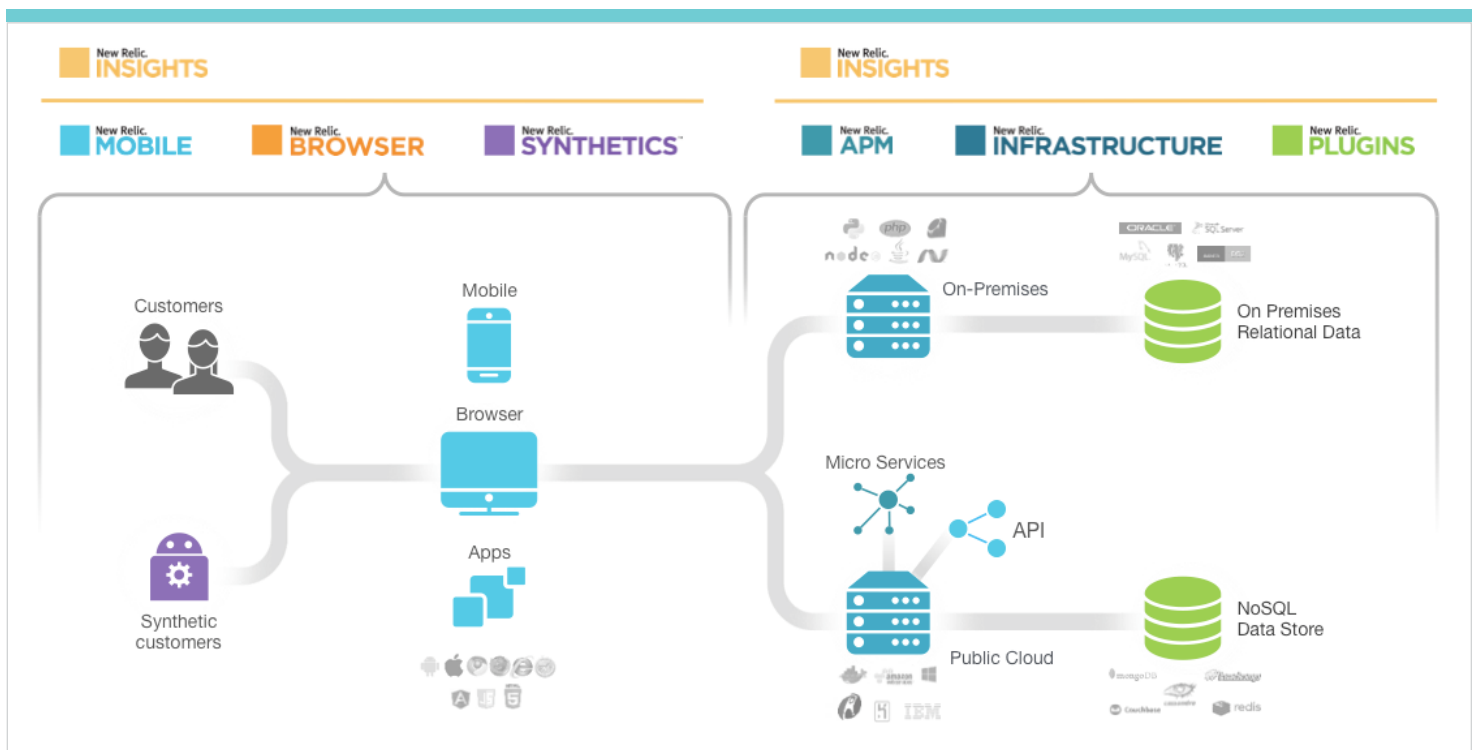 New Relic.
INSIGHTS
New Relic.
INSIGHTS
New Relic.
MOBILE
New Relic.
BROWSER
New Relic.
SYNTHETICS™
New Relic.
APM
New Relic.
INFRASTRUCTURE
New Relic.
PLUGINS
php
node
ORACLE
SQL Server
MySQL
Customers
Mobile
On-Premises
On Premises
Relational Data
Browser
Micro Services
API
Apps
Synthetic
customers
Public Cloud
NoSQL
Data Store
amazon
IBM
mongoDB
cassandra
Couchbase
redis